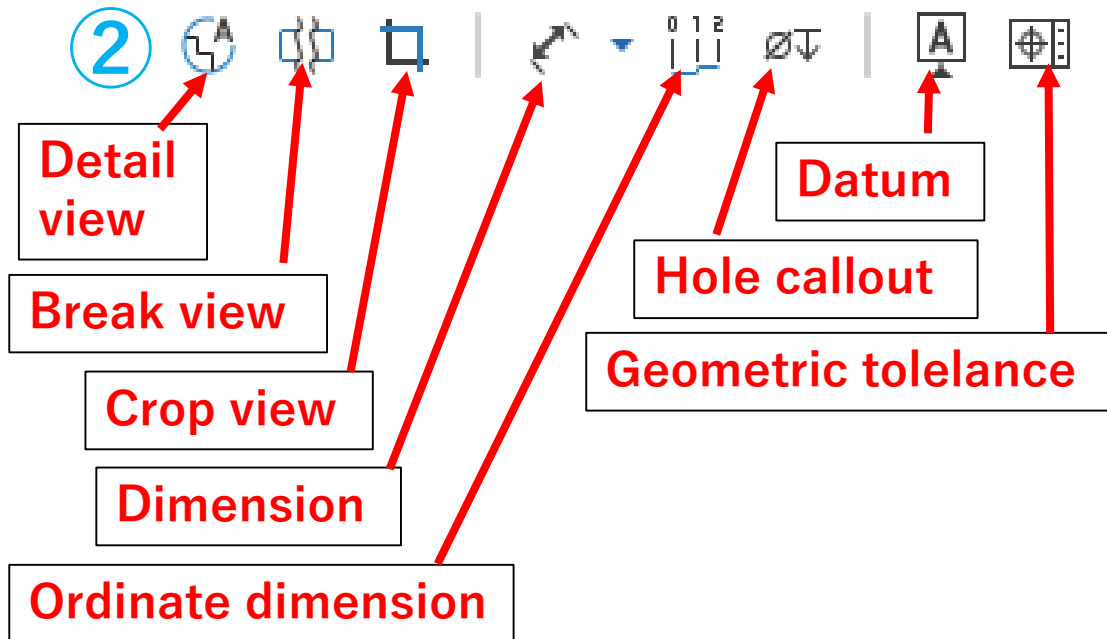 ②
A
0 1 2
Ø
A
Detail
view
Datum
Break view
Hole callout
Crop view
Geometric tolelance
Dimension
Ordinate dimension